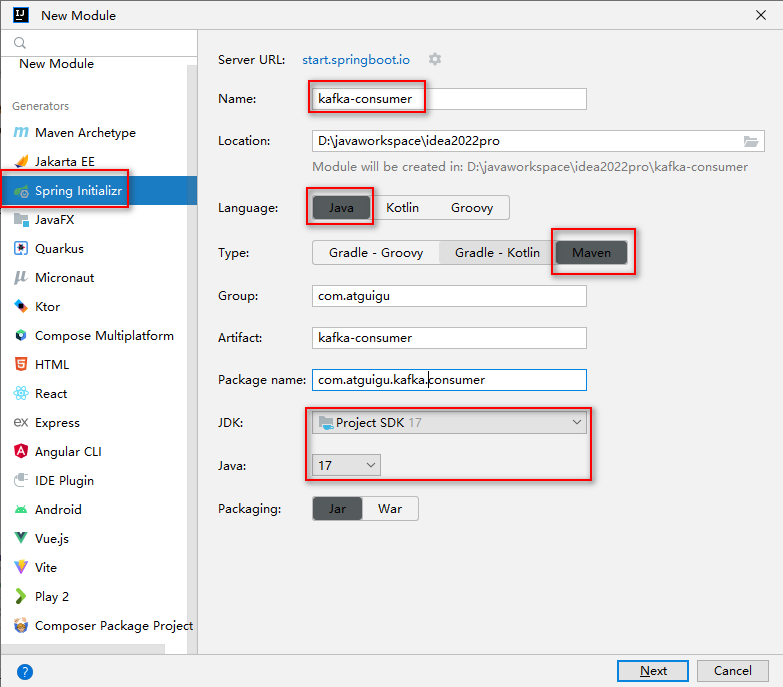 New Module
New Module
Generators
Maven Archetype
Jakarta EE
Spring Initializr
JavaFX
Quarkus
Micronaut
Ktor
Compose Multiplatform
HTML
React
Express
Angular CLI
IDE Plugin
Android
Vue.js
Vite
Play 2
Composer Package Project
Server URL: start.springboot.io
Name: kafka-consumer
Location: D:\javaworkspace\idea2022pro
Module will be created in: D:\javaworkspace\idea2022pro\kafka-consumer
Language: Java Kotlin Groovy
Type: Gradle - Groovy Gradle - Kotlin Maven
Group: com.atguigu
Artifact: kafka-consumer
Package name: com.atguigu.kafka.consumer
JDK: Project SDK 17
Java: 17
Packaging: Jar War
? Next Cancel